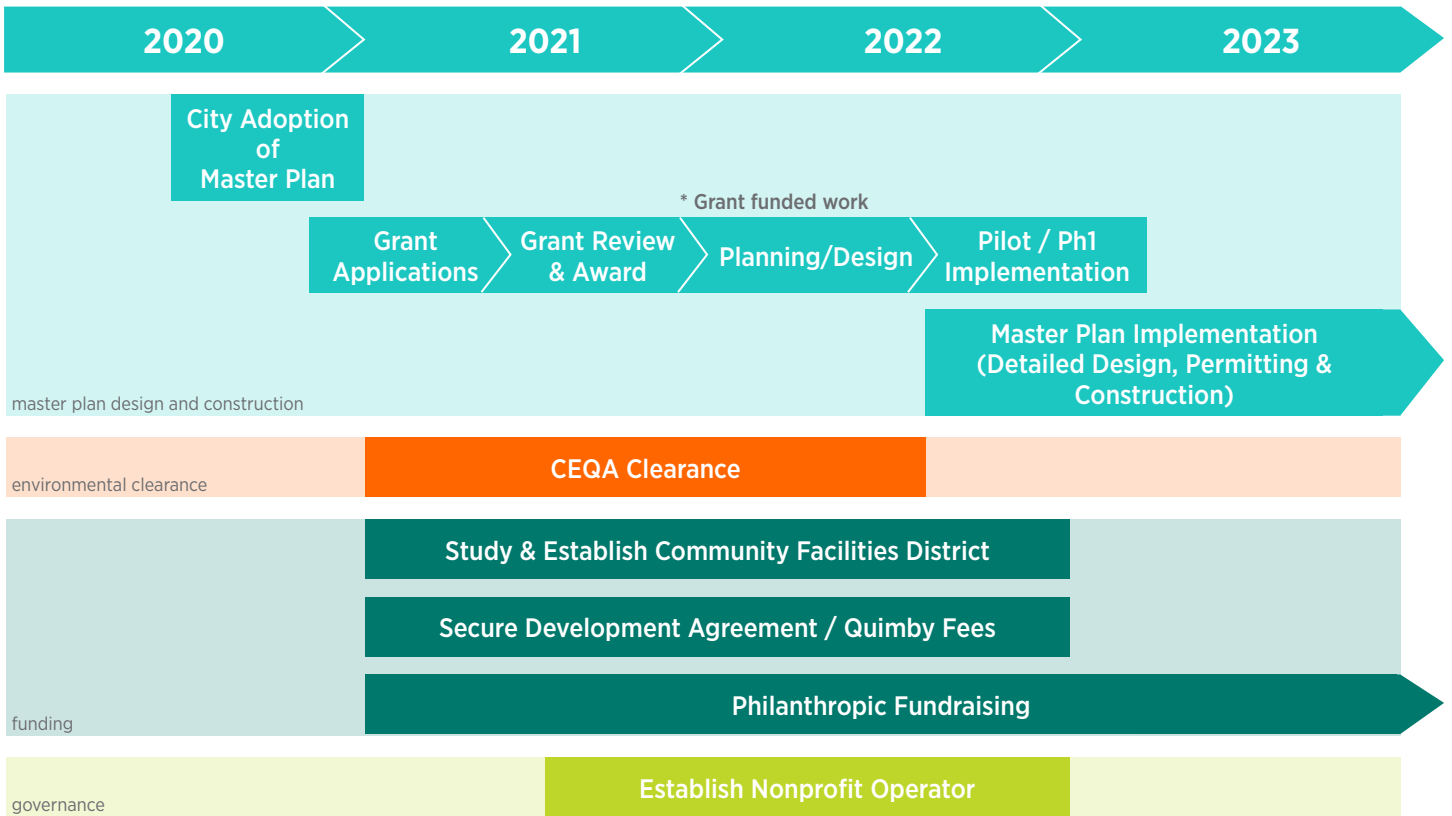 2020
2021
2022
2023
City Adoption
of
Master Plan
* Grant funded work
Grant
Applications
Grant Review
& Award
Planning/Design
Pilot / Ph1
Implementation
Master Plan Implementation
(Detailed Design, Permitting &
Construction)
master plan design and construction
CEQA Clearance
environmental clearance
Study & Establish Community Facilities District
Secure Development Agreement / Quimby Fees
Philanthropic Fundraising
funding
Establish Nonprofit Operator
governance